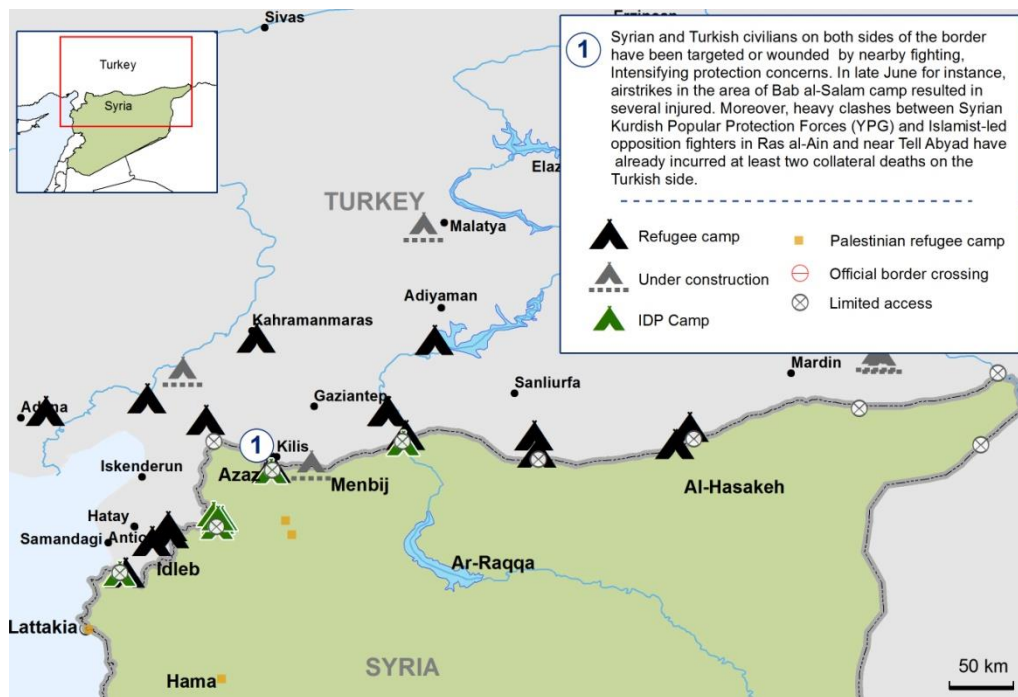 Sivas
Erzincan
Turkey
Syria
1
Syrian and Turkish civilians on both sides of the border
have been targeted or wounded by nearby fighting,
Intensifying protection concerns. In late June for instance,
airstrikes in the area of Bab al-Salam camp resulted in
several injured. Moreover, heavy clashes between Syrian
Kurdish Popular Protection Forces (YPG) and Islamist-led
opposition fighters in Ras al-Ain and near Tell Abyad have
already incurred at least two collateral deaths on the
Turkish side.
Refugee camp
Palestinian refugee camp
Under construction
Official border crossing
IDP Camp
Limited access
Elaz
TURKEY
Malatya
Adiyaman
Kahramanmaras
Mardin
Sanliurfa
Gaziantep
Adana
1
Kilis
Iskenderun
Azaz
Menbij
Al-Hasakeh
Hatay
Samandagi
Antio
Idleb
Ar-Raqqa
Lattakia
SYRIA
Hama
50 km